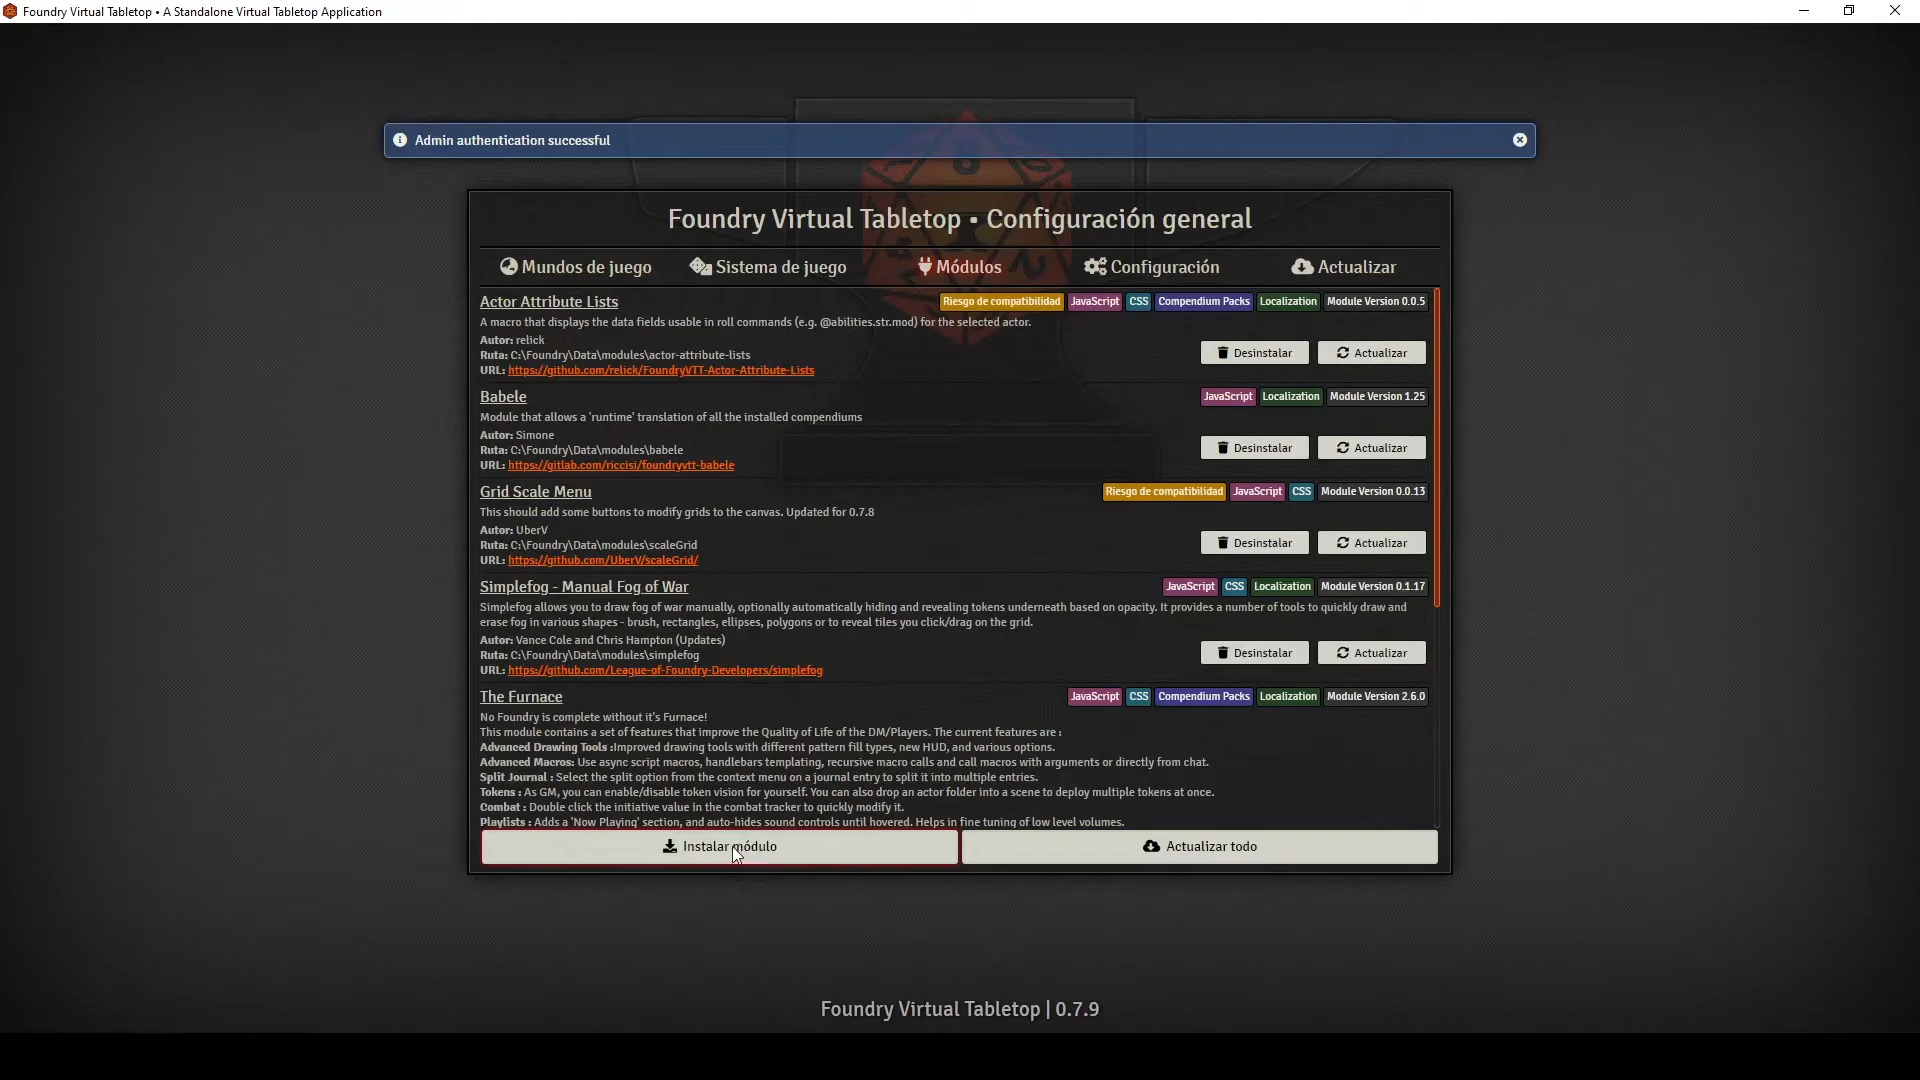 Foundry Virtual Tabletop • A Standalone Virtual Tabletop Application
Admin authentication successful
Foundry Virtual Tabletop • Configuración general
Mundos de juego
Sistema de juego
Módulos
Configuración
Actualizar
Actor Attribute Lists
Riesgo de compatibilidad JavaScript CSS Compendium Packs Localization Module Version 0.0.5
A macro that displays the data fields usable in roll commands (e.g. @abilities.str.mod) for the selected actor.
Autor: relick
Ruta: C:\Foundry\Data\modules\actor-attribute-lists
URL: https://github.com/relick/FoundryVTT-Actor-Attribute-Lists
Desinstalar Actualizar
Babele
JavaScript Localization Module Version 1.25
Module that allows a 'runtime' translation of all the installed compendiums
Autor: Simone
Ruta: C:\Foundry\Data\modules\babele
URL: https://gitlab.com/riccisi/foundryvtt-babele
Desinstalar Actualizar
Grid Scale Menu
Riesgo de compatibilidad JavaScript CSS Module Version 0.0.13
This should add some buttons to modify grids to the canvas. Updated for 0.7.8
Autor: UberV
Ruta: C:\Foundry\Data\modules\scaleGrid
URL: https://github.com/UberV/scaleGrid/
Desinstalar Actualizar
Simplefog - Manual Fog of War
JavaScript CSS Localization Module Version 0.1.17
Simplefog allows you to draw fog of war manually, optionally automatically hiding and revealing tokens underneath based on opacity. It provides a number of tools to quickly draw and
erase fog in various shapes - brush, rectangles, ellipses, polygons or to reveal tiles you click/drag on the grid.
Autor: Vance Cole and Chris Hampton (Updates)
Ruta: C:\Foundry\Data\modules\simplefog
URL: https://github.com/League-of-Foundry-Developers/simplefog
Desinstalar Actualizar
The Furnace
JavaScript CSS Compendium Packs Localization Module Version 2.6.0
No Foundry is complete without it's Furnace!
This module contains a set of features that improve the Quality of Life of the DM/Players. The current features are :
Advanced Drawing Tools :Improved drawing tools with different pattern fill types, new HUD, and various options.
Advanced Macros: Use async script macros, handlebars templating, recursive macro calls and call macros with arguments or directly from chat.
Split Journal : Select the split option from the context menu on a journal entry to split it into multiple entries.
Tokens : As GM, you can enable/disable token vision for yourself. You can also drop an actor folder into a scene to deploy multiple tokens at once.
Combat : Double click the initiative value in the combat tracker to quickly modify it.
Playlists : Adds a 'Now Playing' section, and auto-hides sound controls until hovered. Helps in fine tuning of low level volumes.
Instalar módulo
Actualizar todo
Foundry Virtual Tabletop | 0.7.9